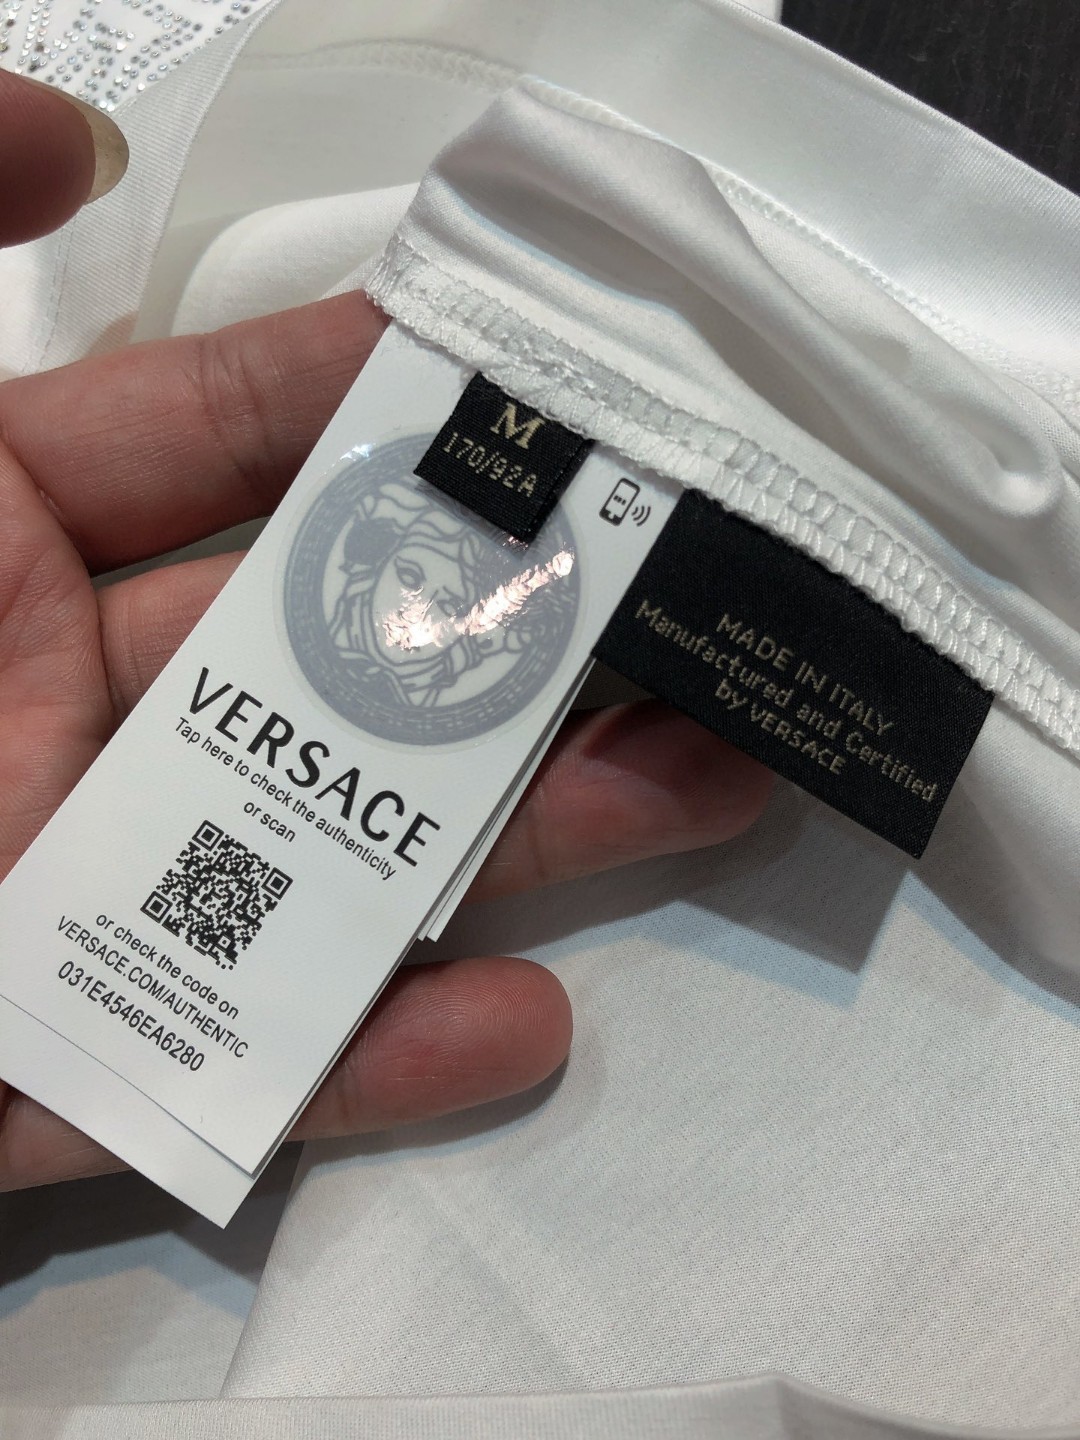 M
170/92A
MADE IN ITALY
Manufactured and Certified
by VERSACE
VERSACE
Tap here to check the authenticity
or scan
or check the code on
VERSACE.COM/AUTHENTIC
031E4546EA6280